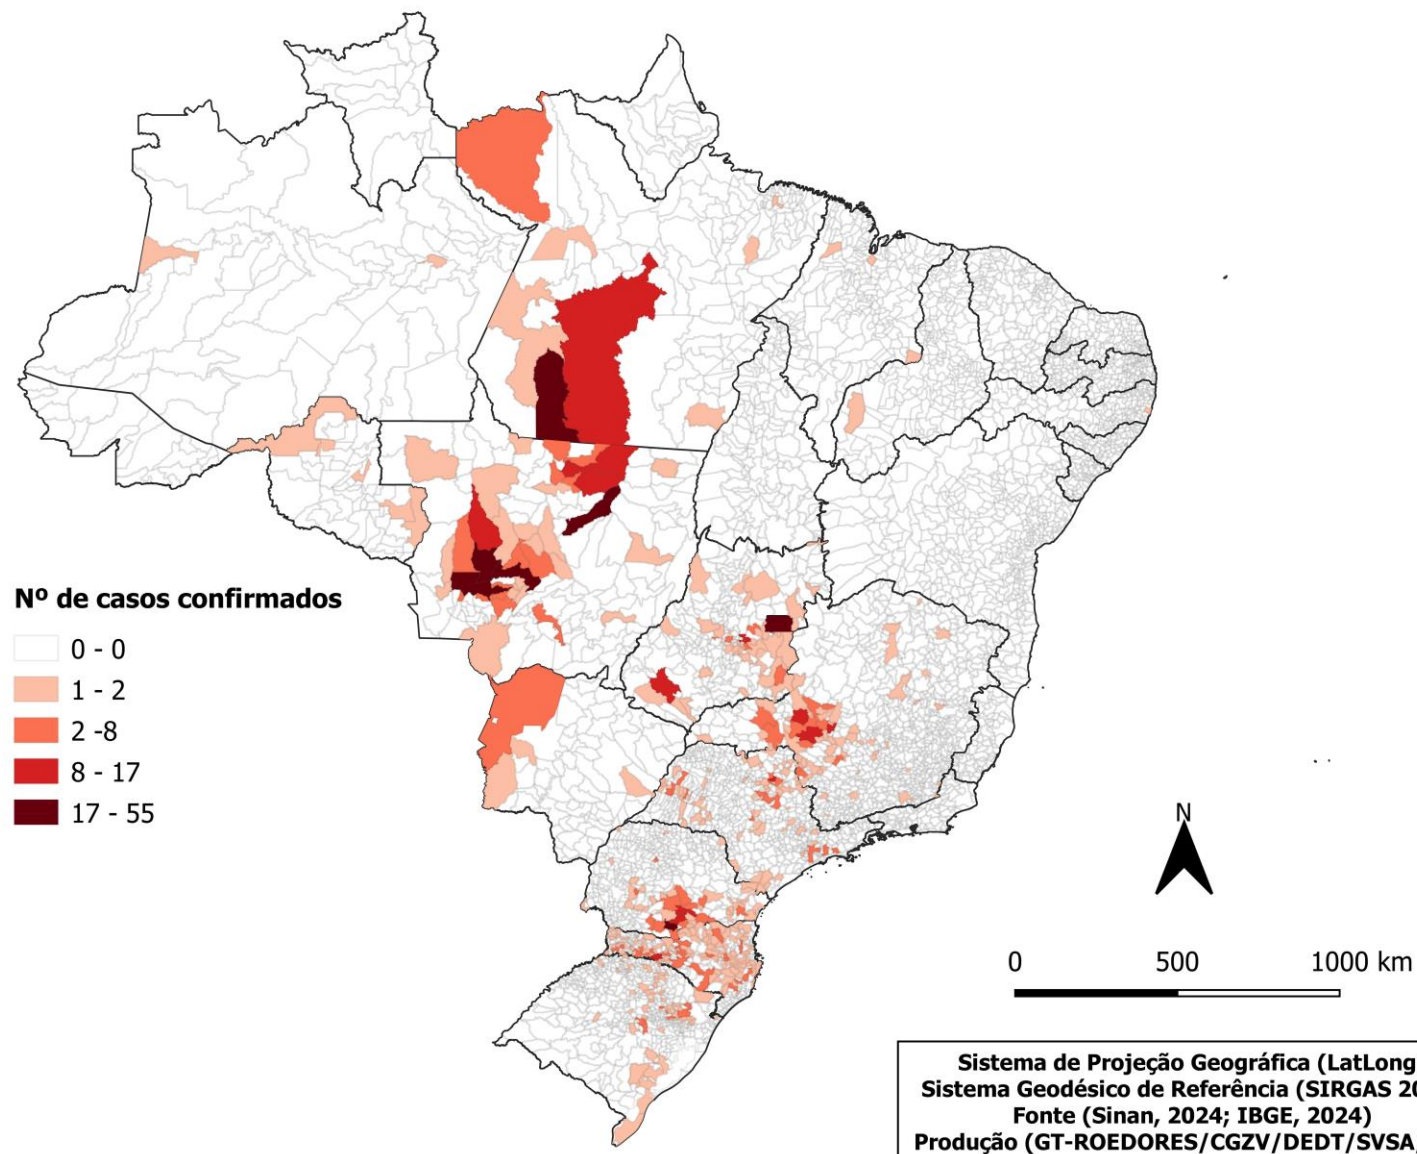 Nº de casos confirmados
0 - 0
1 - 2
2 -8
8 - 17
17 - 55
N
0 500 1000 km
Sistema de Projeção Geográfica (LatLong
Sistema Geodésico de Referência (SIRGAS 20
Fonte (Sinan, 2024; IBGE, 2024)
Produção (GT-ROEDORES/CGZV/DEDT/SVSA/